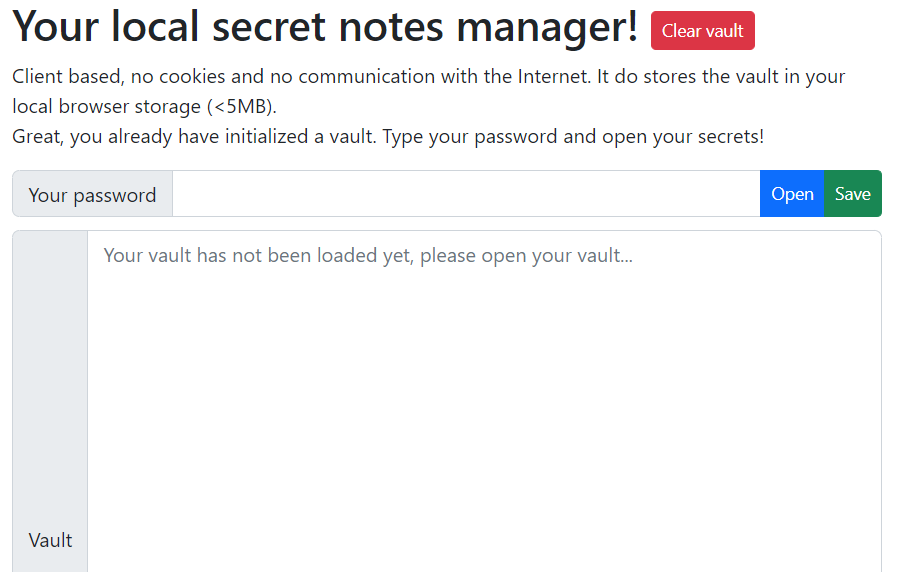 Your local secret notes manager! Clear vault
Client based, no cookies and no communication with the Internet. It do stores the vault in your
local browser storage (<5MB).
Great, you already have initialized a vault. Type your password and open your secrets!
Your password Open Save
Your vault has not been loaded yet, please open your vault...
Vault